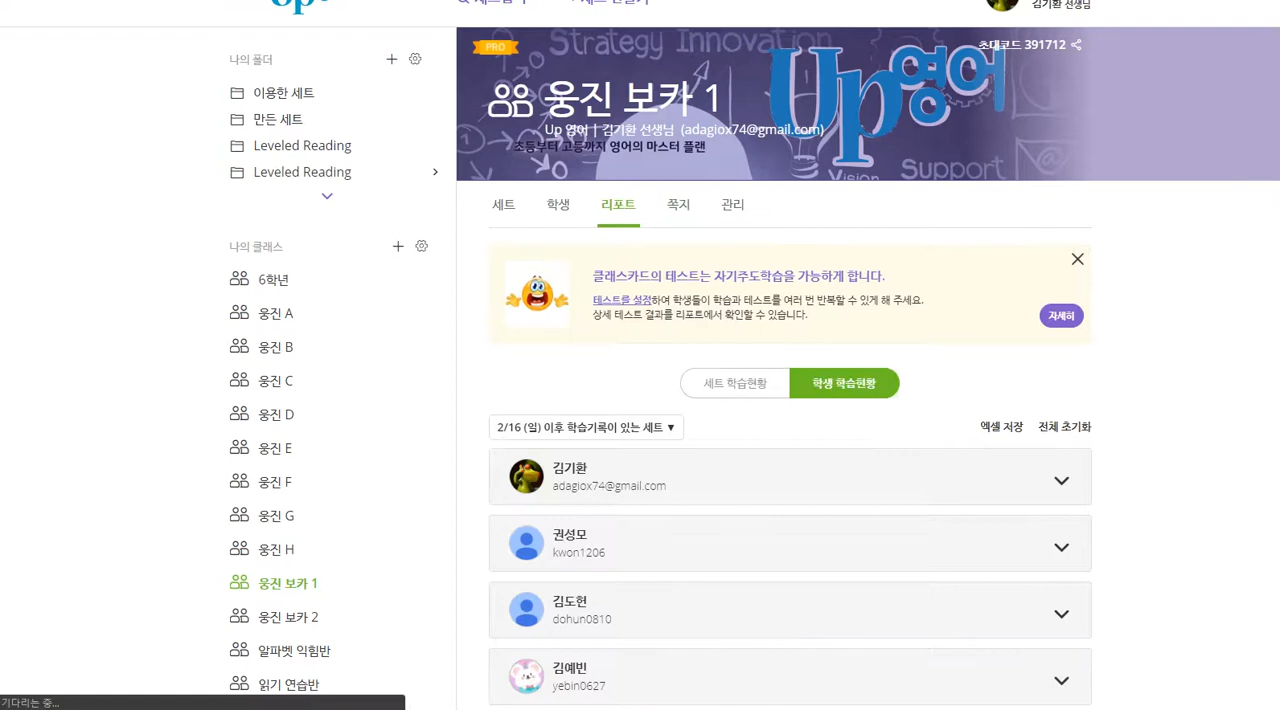 Up
김기환 선생님
나의 폴더
이용한 세트
만든 세트
Leveled Reading
Leveled Reading
나의 클래스
6학년
웅진 A
웅진 B
웅진 C
웅진 D
웅진 E
웅진 F
웅진 G
웅진 H
웅진 보카 1
웅진 보카 2
알파벳 익힘반
읽기 연습반
기다리는 중...
PRO
Strategy Innovation
초대코드 391712
웅진 보카 1
Up영어
Up 영어 | 김기환 선생님 (adagiox74@gmail.com)
초등부터 고등까지 영어의 마스터 플랜
Vision
Support
세트 학생 리포트 쪽지 관리
클래스카드의 테스트는 자기주도학습을 가능하게 합니다.
테스트를 설정하여 학생들이 학습과 테스트를 여러 번 반복할 수 있게 해 주세요.
상세 테스트 결과를 리포트에서 확인할 수 있습니다.
자세히
세트 학습현황 학생 학습현황
2/16 (일) 이후 학습기록이 있는 세트 ▼
엑셀 저장 전체 초기화
김기환
adagiox74@gmail.com
권성모
kwon1206
김도헌
dohun0810
김예빈
yebin0627